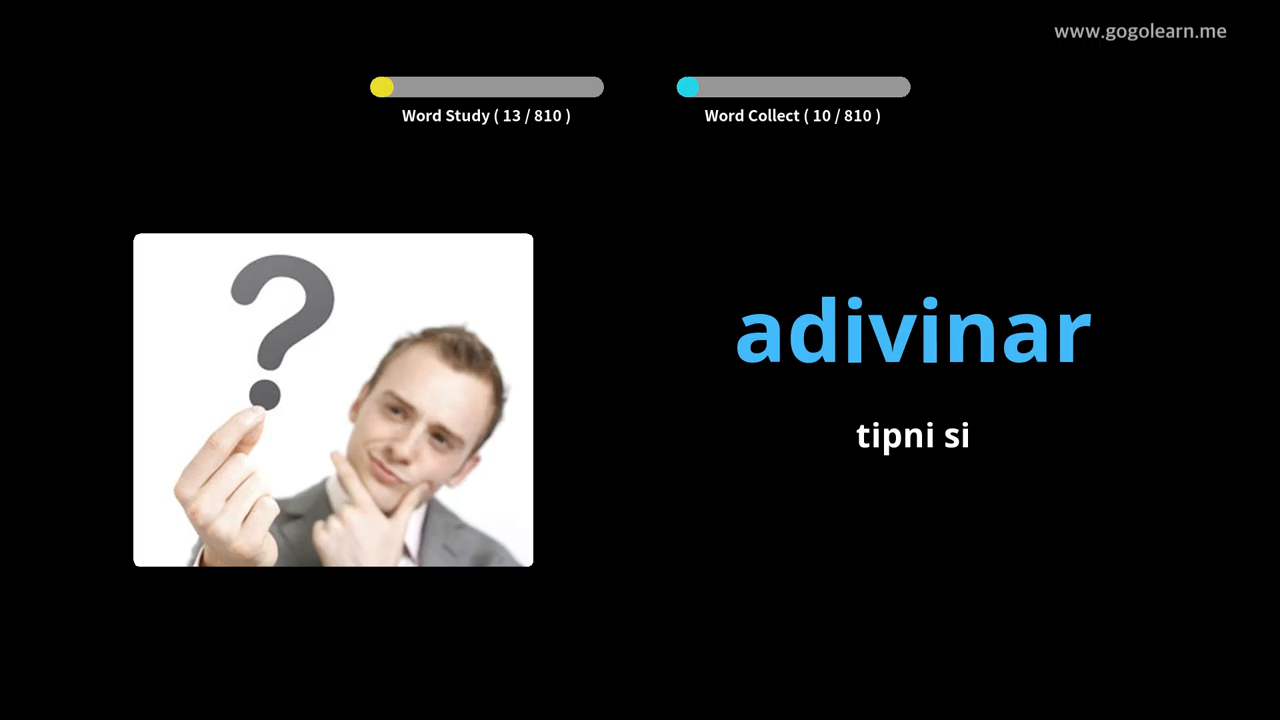 www.gogolearn.me
Word Study ( 13 / 810 )
Word Collect ( 10 / 810 )
?
adivinar
tipni si